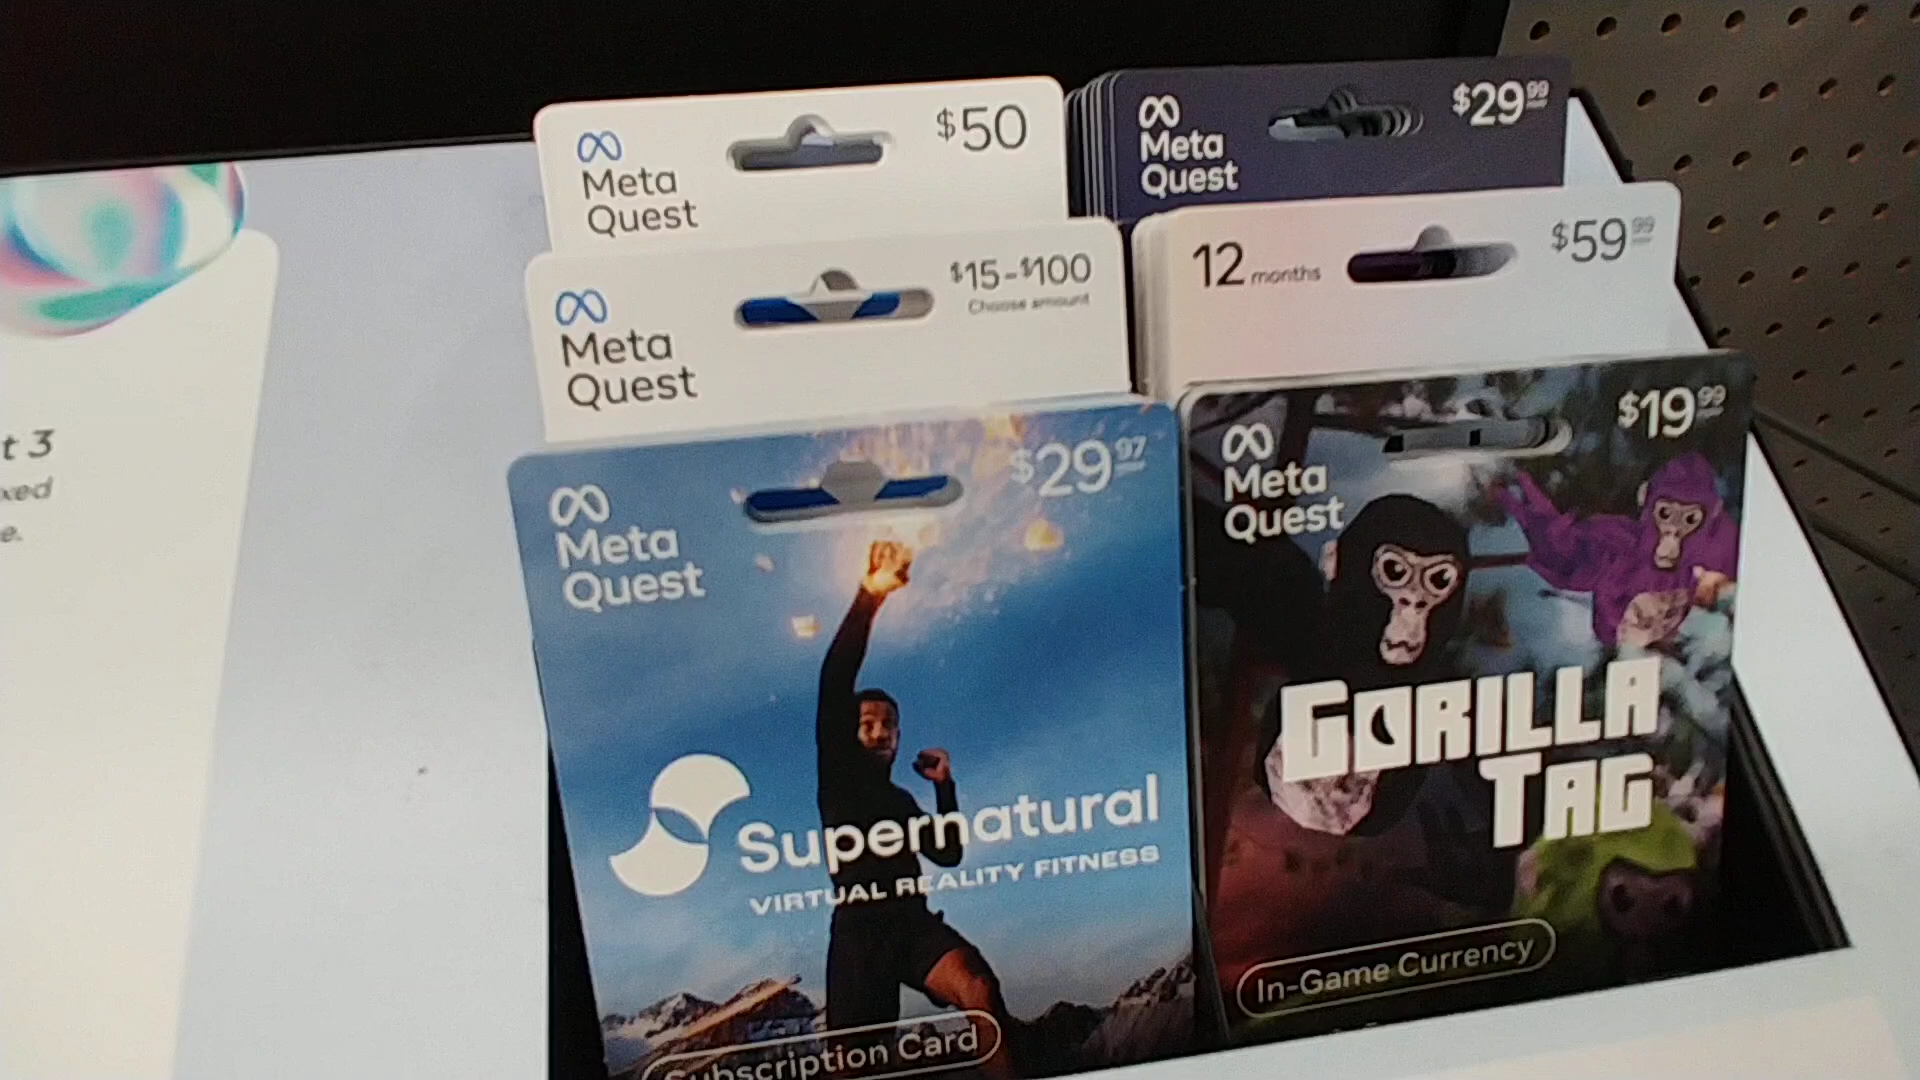 t 3
xed
e.
Meta
Quest
$50
Meta
Quest
$29.99
Meta
Quest
$15-$100
Choose amount
12 months
$59.99
Meta
Quest
$29.97
Supernatural
VIRTUAL REALITY FITNESS
Subscription Card
Meta
Quest
$19.99
GORILLA
TAG
In-Game Currency